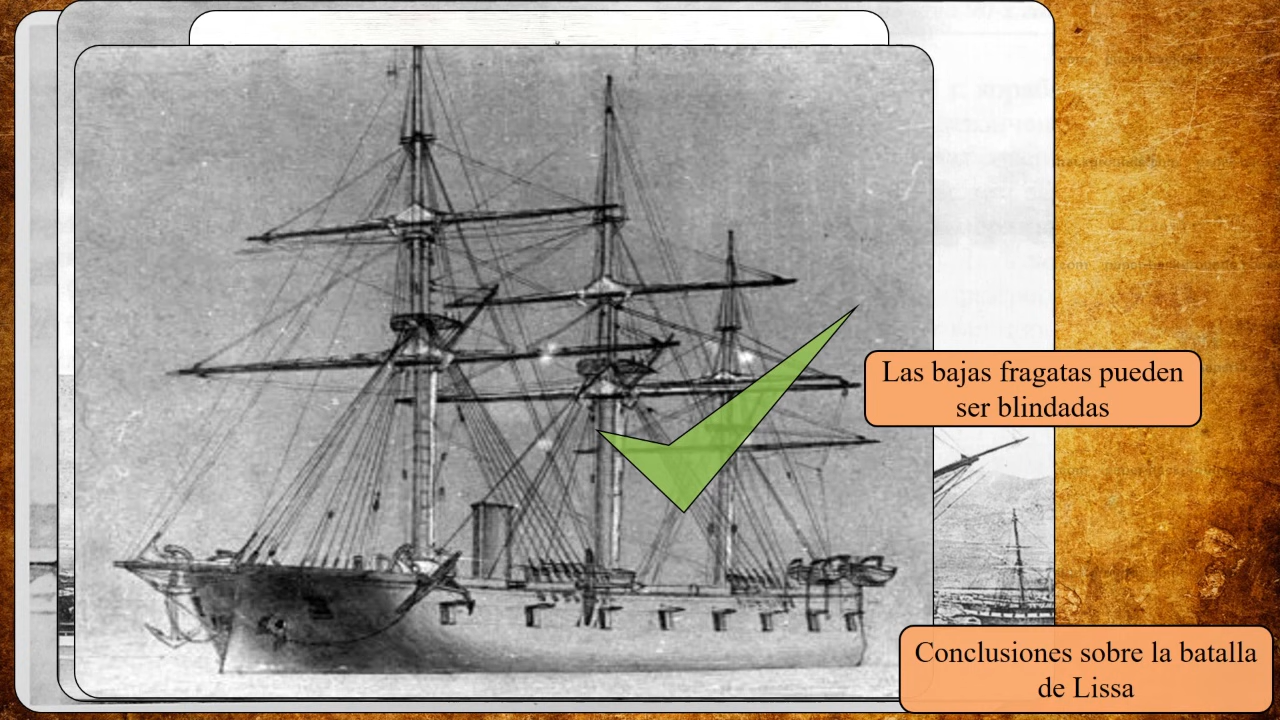 Las bajas fragatas pueden
ser blindadas
Conclusiones sobre la batalla
de Lissa